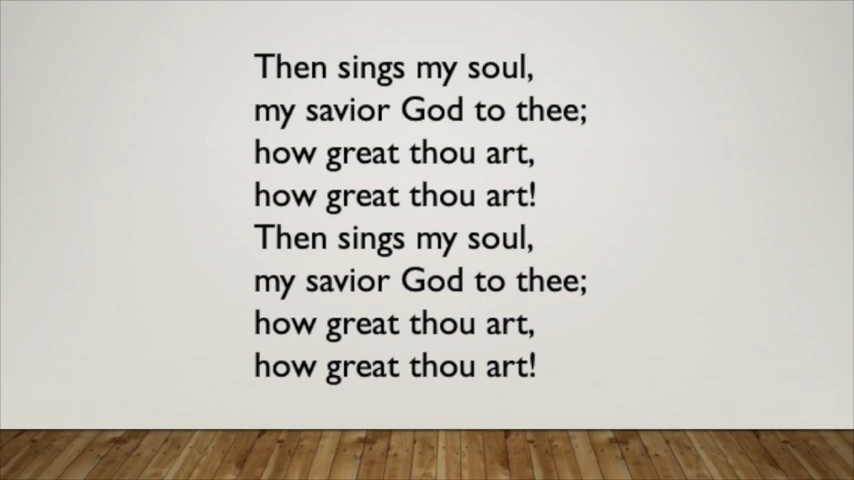 Then sings my soul,
my savior God to thee;
how great thou art,
how great thou art!
Then sings my soul,
my savior God to thee;
how great thou art,
how great thou art!